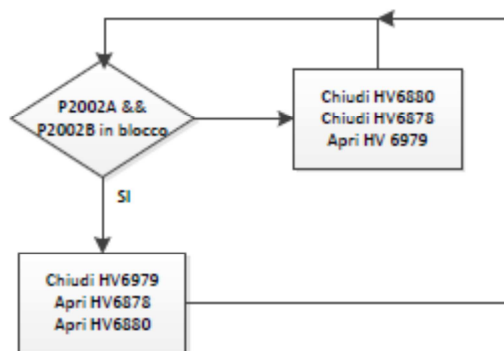 P2002A &&
P2002B in blocco
Chiudi HV6880
Chiudi HV6878
Apri HV 6979
SI
Chiudi HV6979
Apri HV6878
Apri HV6880